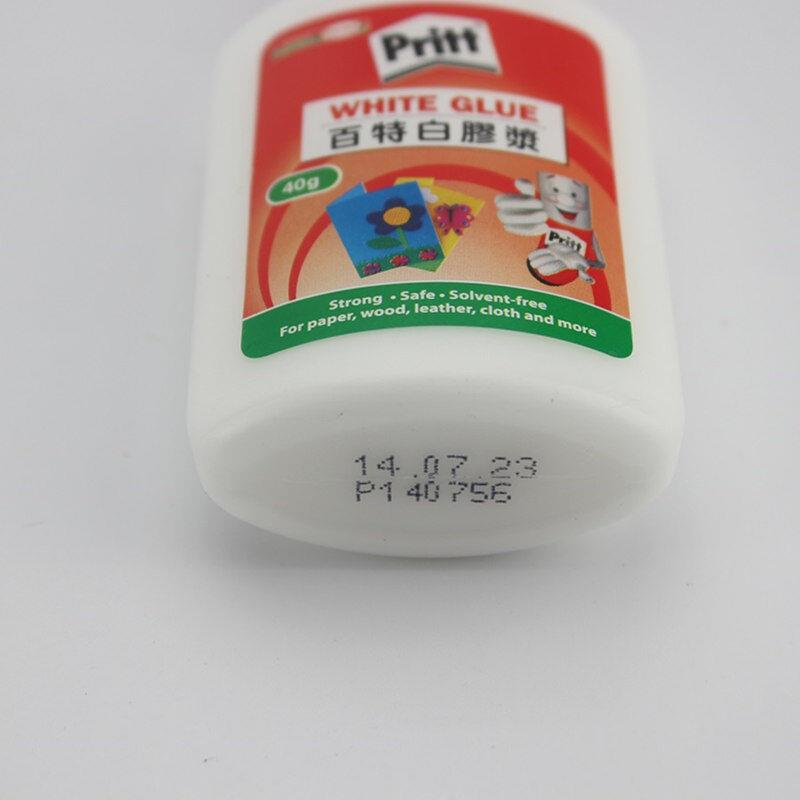 Pritt
WHITE GLUE
百特白膠漿
40g
Pritt
Strong • Safe • Solvent-free
For paper, wood, leather, cloth and more
14.07.23
P140756